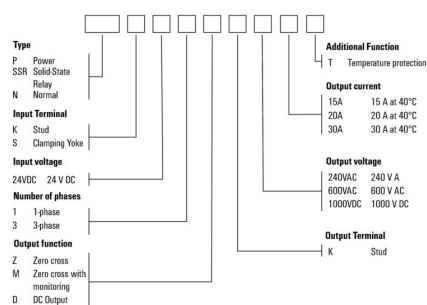 Type
P Power
SSR Solid-State
Relay
N Normal
Input Terminal
K Stud
S Clamping Yoke
Input voltage
24VDC 24 V DC
Number of phases
1 1-phase
3 3-phase
Output function
Z Zero cross
M Zero cross with
monitoring
D DC Output
Additional Function
T Temperature protection
Output current
15A 15 A at 40°C
20A 20 A at 40°C
30A 30 A at 40°C
Output voltage
240VAC 240 V A
600VAC 600 V AC
1000VDC 1000 V DC
Output Terminal
K Stud